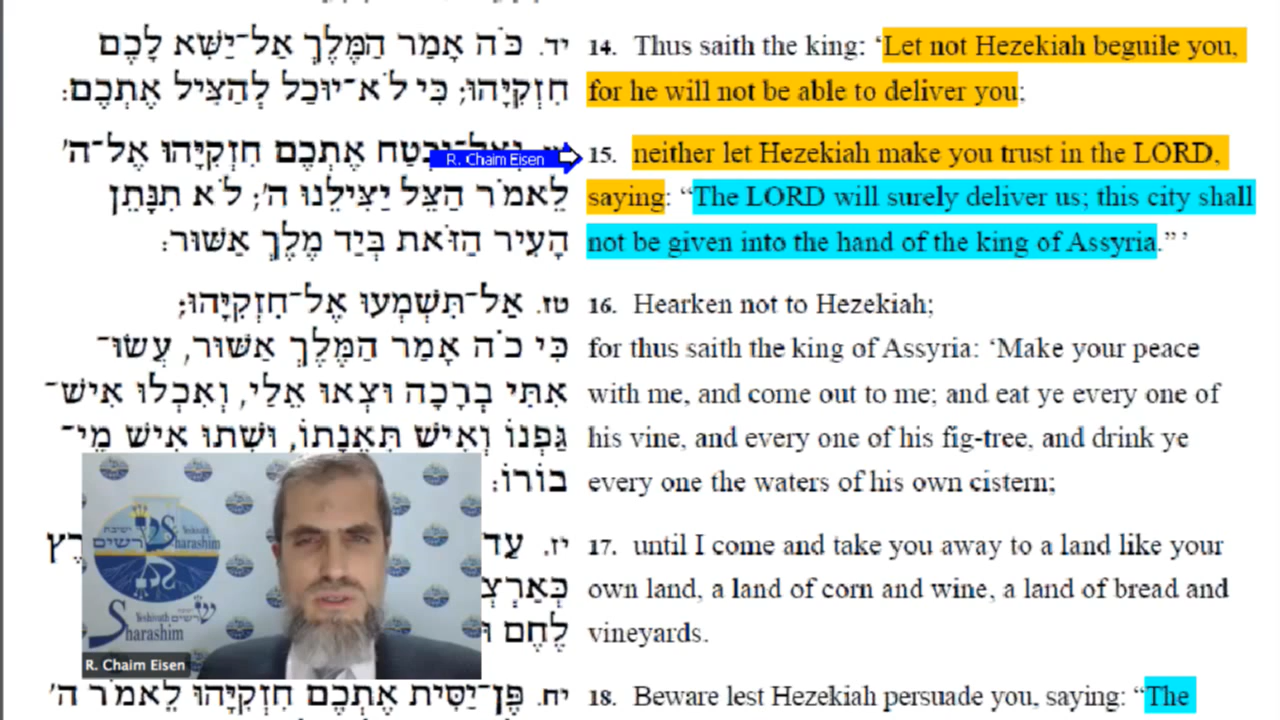 יד. כֹּה אָמַר הַמֶּלֶךְ אַל־יַשִּׁא לָכֶם
חִזְקִיָּהוּ; כִּי לֹא־יוּכַל לְהַצִּיל אֶתְכֶם:
אֶתְכֶם חִזְקִיָּהוּ אֶל־ה'
לֵאמֹר הַצֵּל יַצִּילֵנוּ ה'; לֹא תִנָּתֵן
הָעִיר הַזֹּאת בְּיַד מֶלֶךְ אַשּׁוּר:
טז. אַל־תִּשְׁמְעוּ אֶל־חִזְקִיָּהוּ;
כִּי כֹה אָמַר הַמֶּלֶךְ אַשּׁוּר, עֲשׂוּ־
אִתִּי בְרָכָה וּצְאוּ אֵלַי, וְאִכְלוּ אִישׁ־
גַּפְנוֹ וְאִישׁ תְּאֵנָתוֹ, וּשְׁתוּ אִישׁ מֵי־
בוֹרוֹ:
יז. עַד
כְּאַרְצ
לֶחֶם
יח. פֶּן־יַסִּית אֶתְכֶם חִזְקִיָּהוּ לֵאמֹר ה'
14. Thus saith the king: ‘Let not Hezekiah beguile you,
for he will not be able to deliver you;
R. Chaim Eisen
15. neither let Hezekiah make you trust in the LORD,
saying: “The LORD will surely deliver us; this city shall
not be given into the hand of the king of Assyria.” ’
16. Hearken not to Hezekiah;
for thus saith the king of Assyria: ‘Make your peace
with me, and come out to me; and eat ye every one of
his vine, and every one of his fig-tree, and drink ye
every one the waters of his own cistern;
17. until I come and take you away to a land like your
own land, a land of corn and wine, a land of bread and
vineyards.
18. Beware lest Hezekiah persuade you, saying: “The
ישיבת
שרשים
Yeshivath
Sharashim
Yeshivath
Sharashim
R. Chaim Eisen